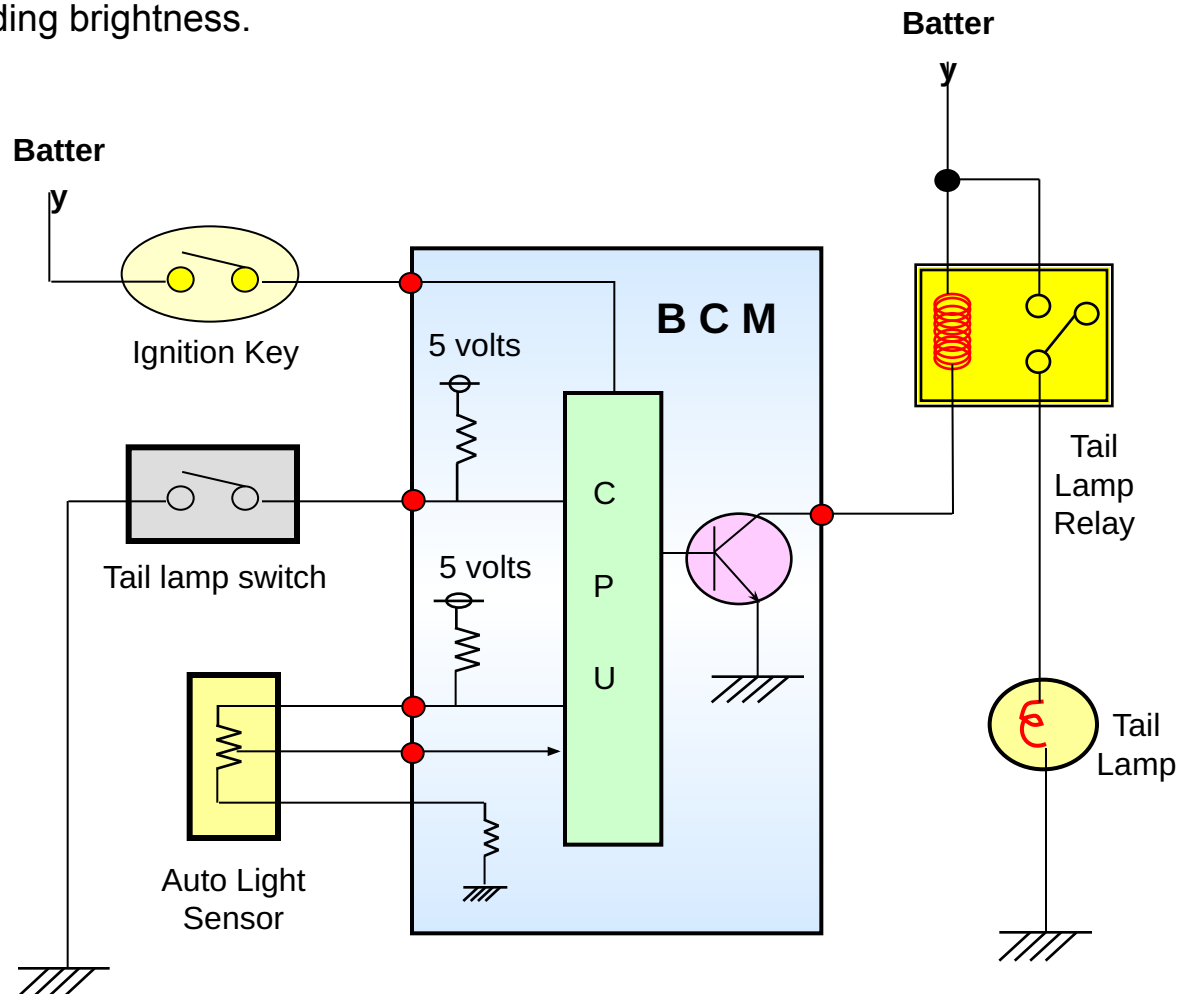 ding brightness.
Batter
y
Batter
y
Ignition Key
5 volts
B C M
Tail lamp switch
5 volts
C
P
U
Auto Light
Sensor
Tail
Lamp
Relay
Tail
Lamp